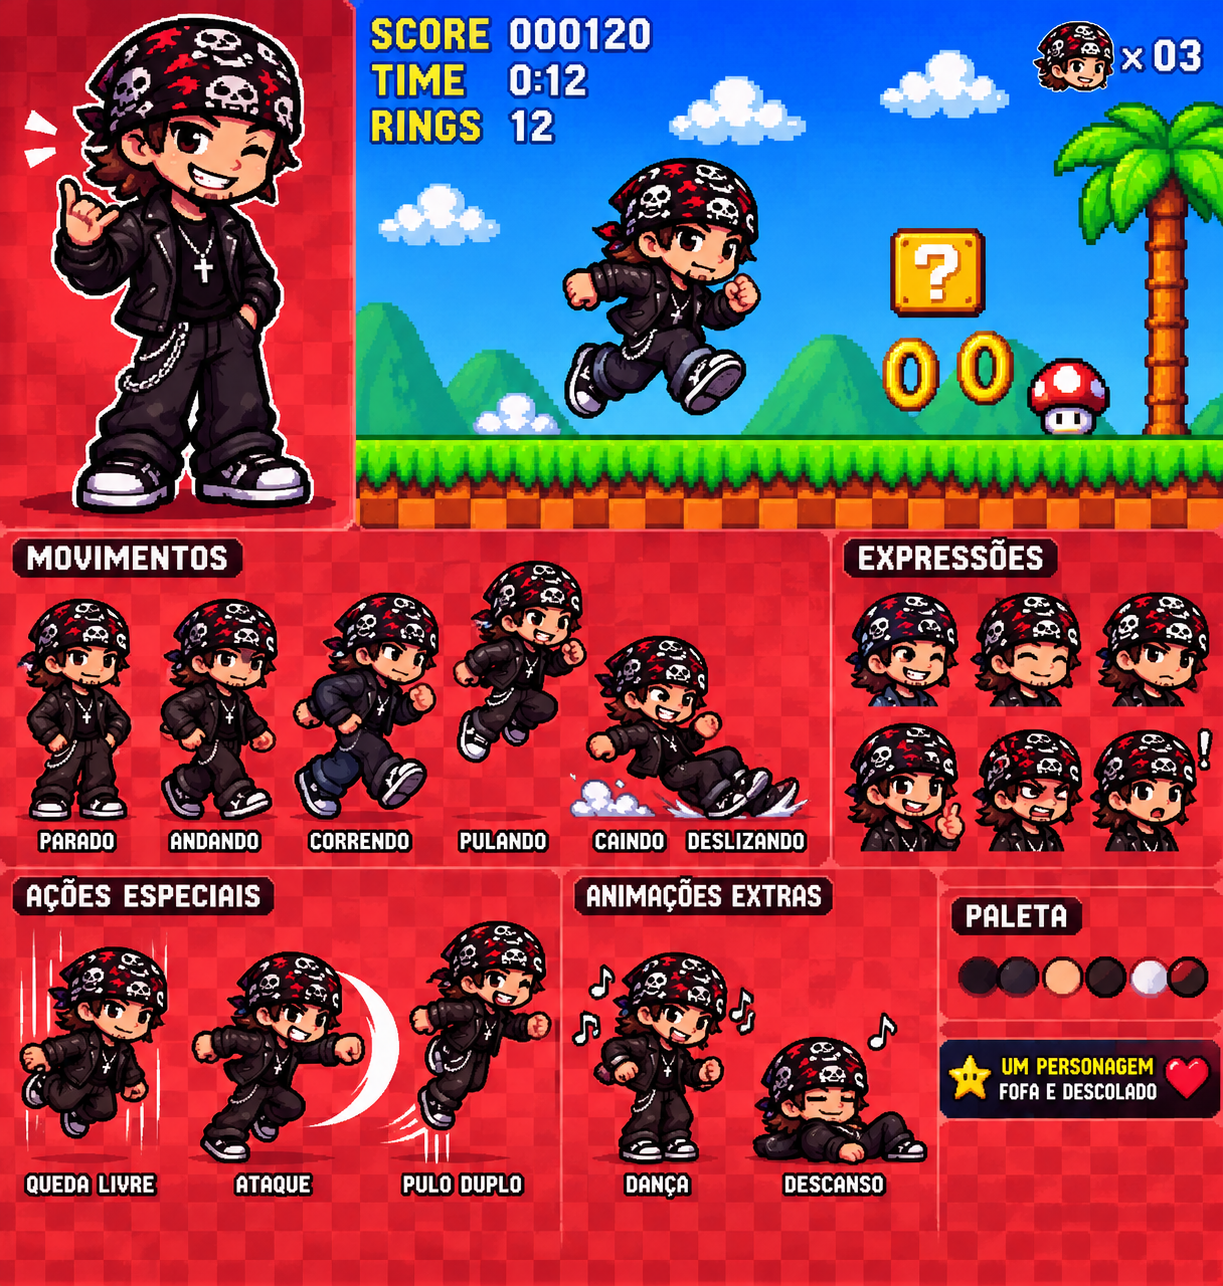 SCORE 000120
TIME 0:12
RINGS 12
× 03
?
MOVIMENTOS
PARADO
ANDANDO
CORRENDO
PULANDO
CAINDO
DESLIZANDO
EXPRESSÕES
!
AÇÕES ESPECIAIS
QUEDA LIVRE
ATAQUE
PULO DUPLO
ANIMAÇÕES EXTRAS
DANÇA
DESCANSO
PALETA
UM PERSONAGEM
FOFA E DESCOLADO